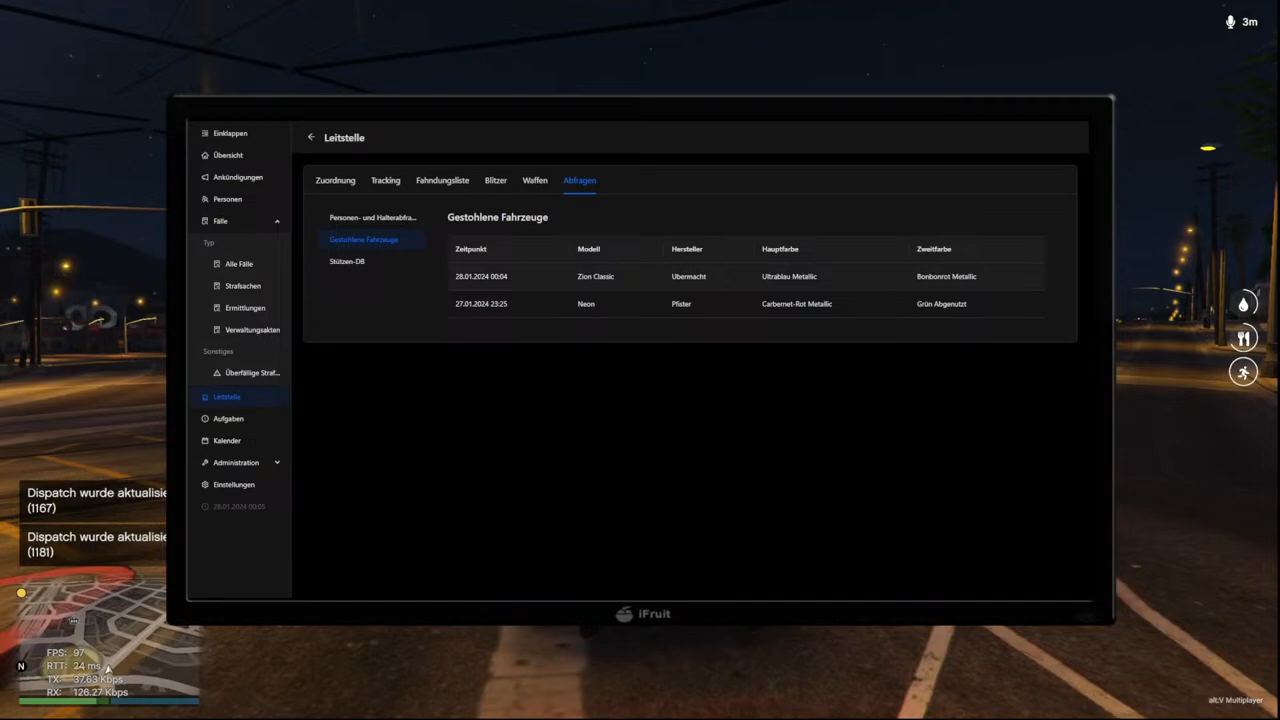 3m
Einklappen
Übersicht
Ankündigungen
Personen
Fälle
Typ
Alle Fälle
Strafsachen
Ermittlungen
Verwaltungsakten
Sonstiges
Überfällige Straf...
Leitstelle
Aufgaben
Kalender
Administration
Einstellungen
28.01.2024 00:05
Leitstelle
Zuordnung Tracking Fahndungsliste Blitzer Waffen Abfragen
Personen- und Halterabfra...
Gestohlene Fahrzeuge
Stützen-DB
Gestohlene Fahrzeuge
Zeitpunkt Modell Hersteller Hauptfarbe Zweitfarbe
28.01.2024 00:04 Zion Classic Ubermacht Ultrablau Metallic Bonbonrot Metallic
27.01.2024 23:25 Neon Pfister Carbernet-Rot Metallic Grün Abgenutzt
iFruit
Dispatch wurde aktualisie
(1167)
Dispatch wurde aktualisie
(1181)
N
FPS: 97
RTT: 24 ms
TX: 37.63 Kbps
RX: 126.27 Kbps
alt:V Multiplayer